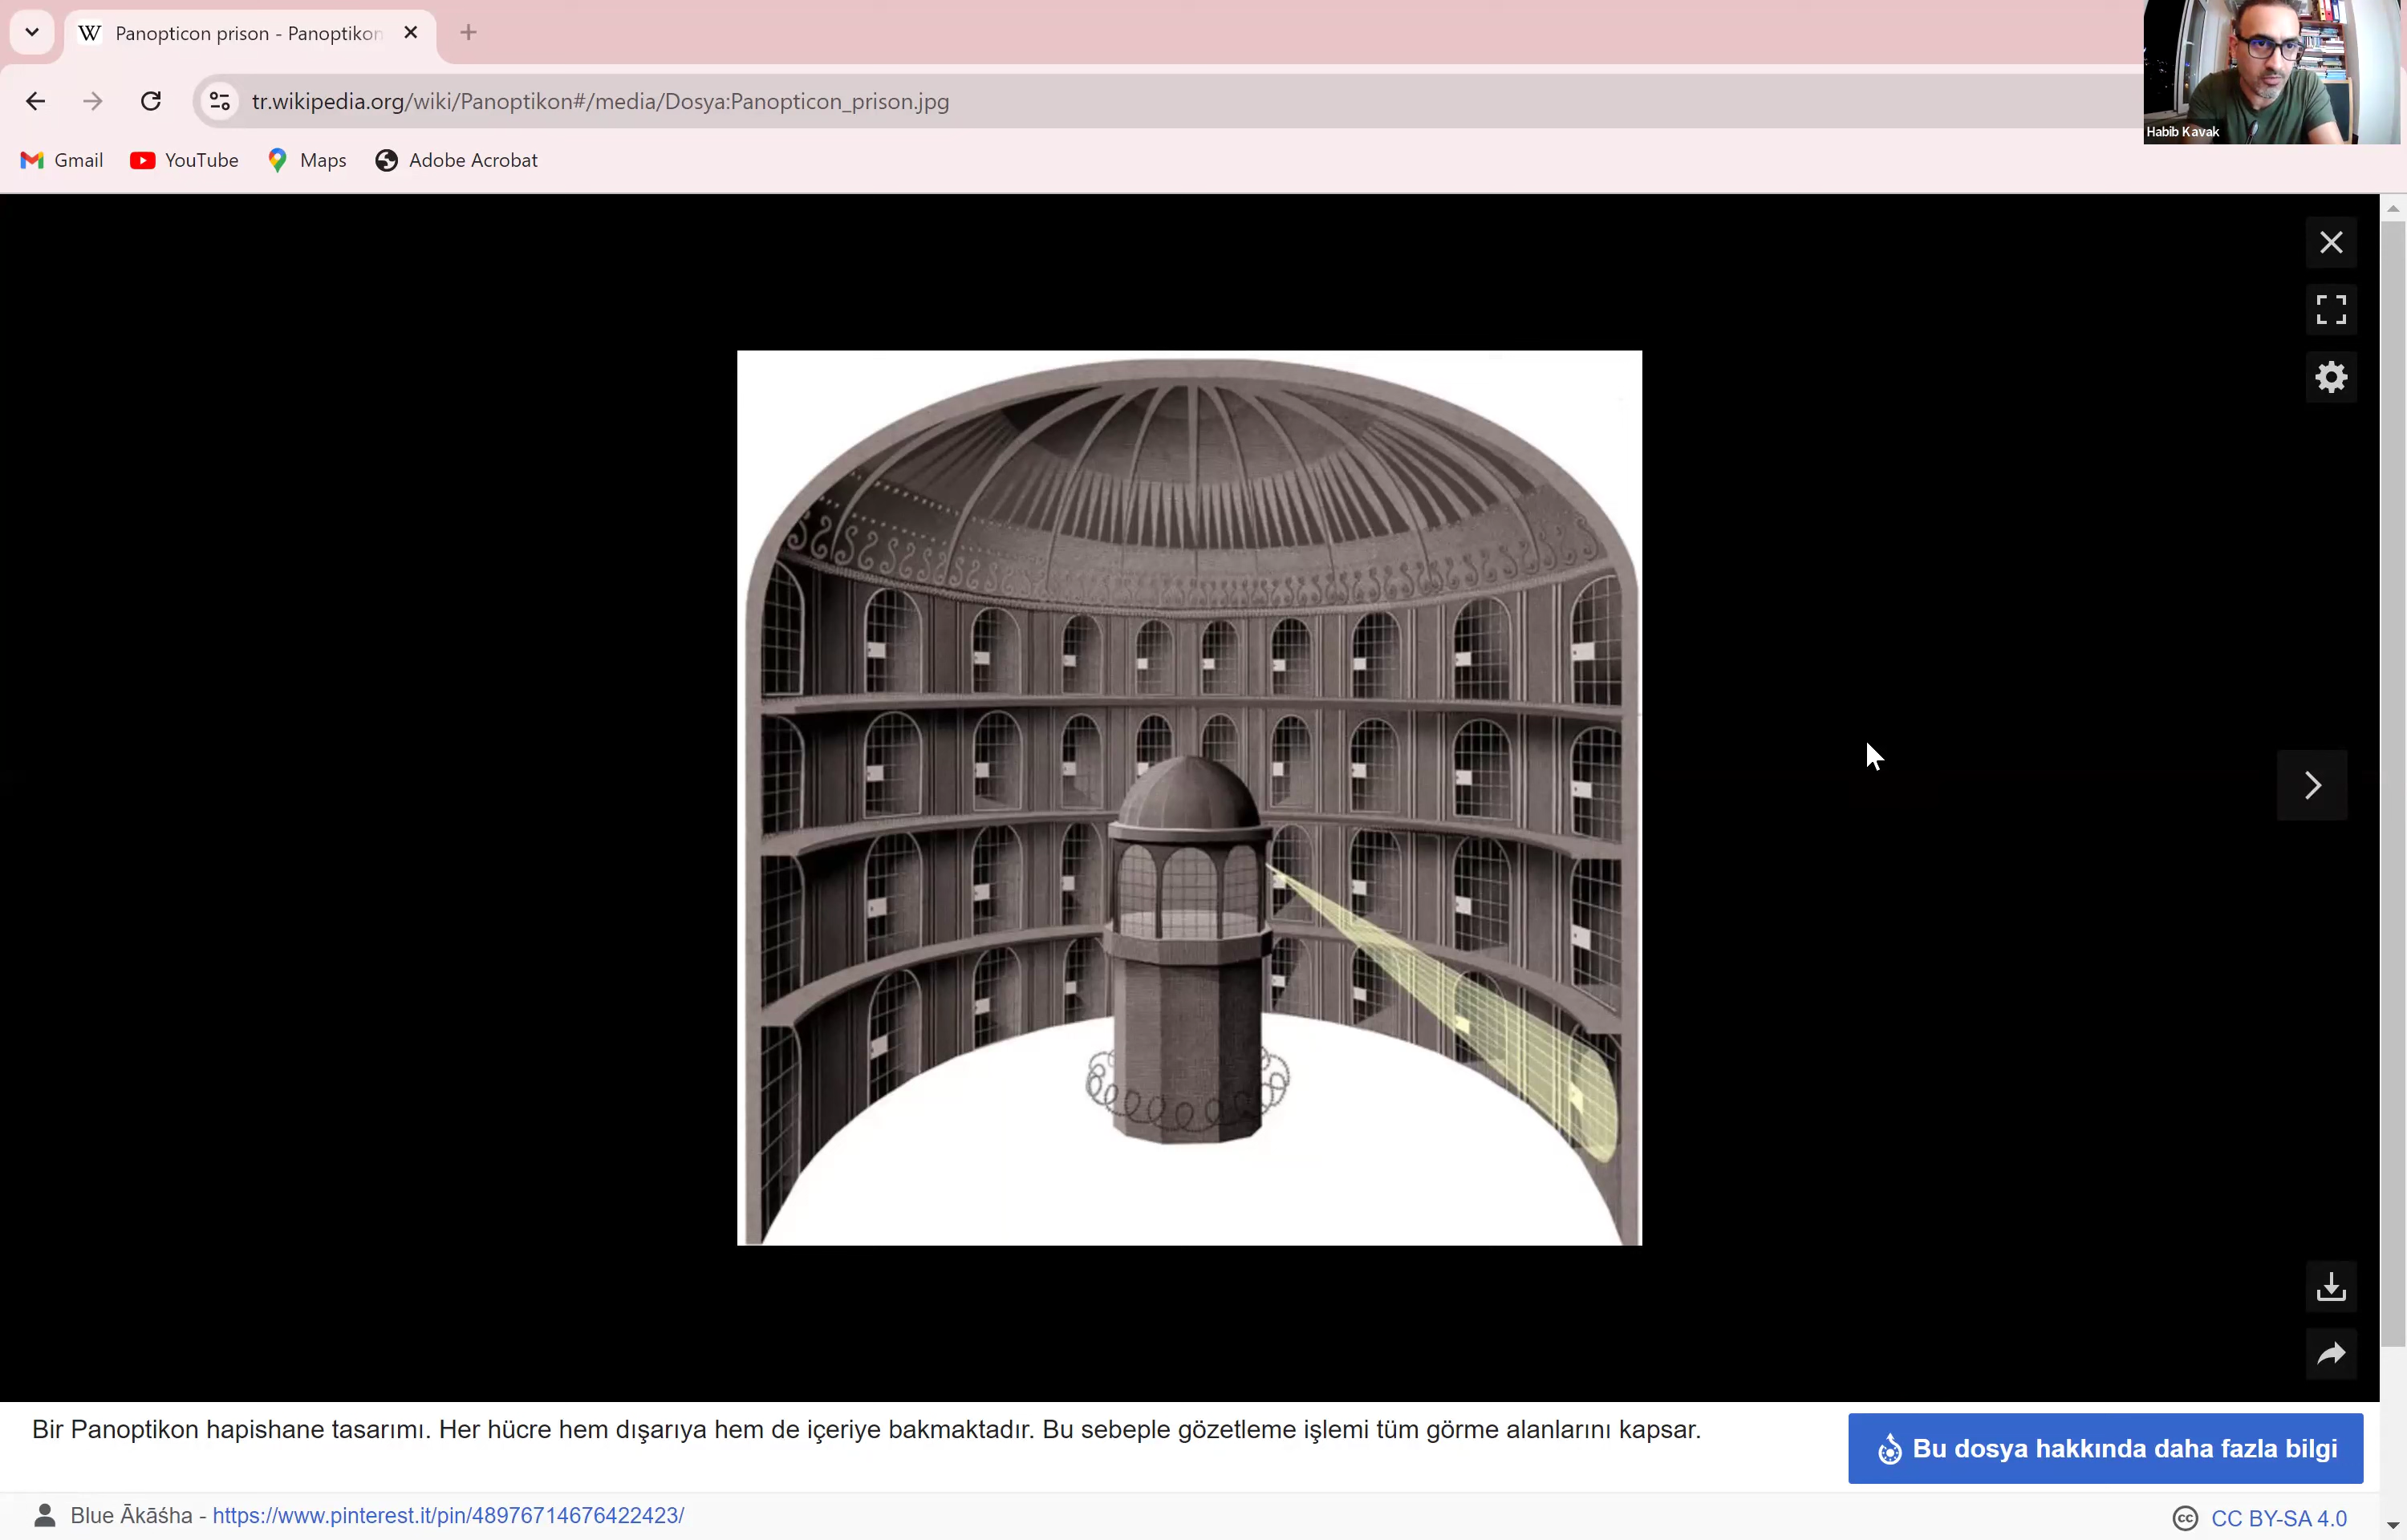 Panopticon prison - Panoptikon
tr.wikipedia.org/wiki/Panoptikon#/media/Dosya:Panopticon_prison.jpg
Habib Kavak
Gmail YouTube Maps Adobe Acrobat
Bir Panoptikon hapishane tasarımı. Her hücre hem dışarıya hem de içeriye bakmaktadır. Bu sebeple gözetleme işlemi tüm görme alanlarını kapsar.
Bu dosya hakkında daha fazla bilgi
Blue Ākāśha - https://www.pinterest.it/pin/48976714676422423/
CC BY-SA 4.0